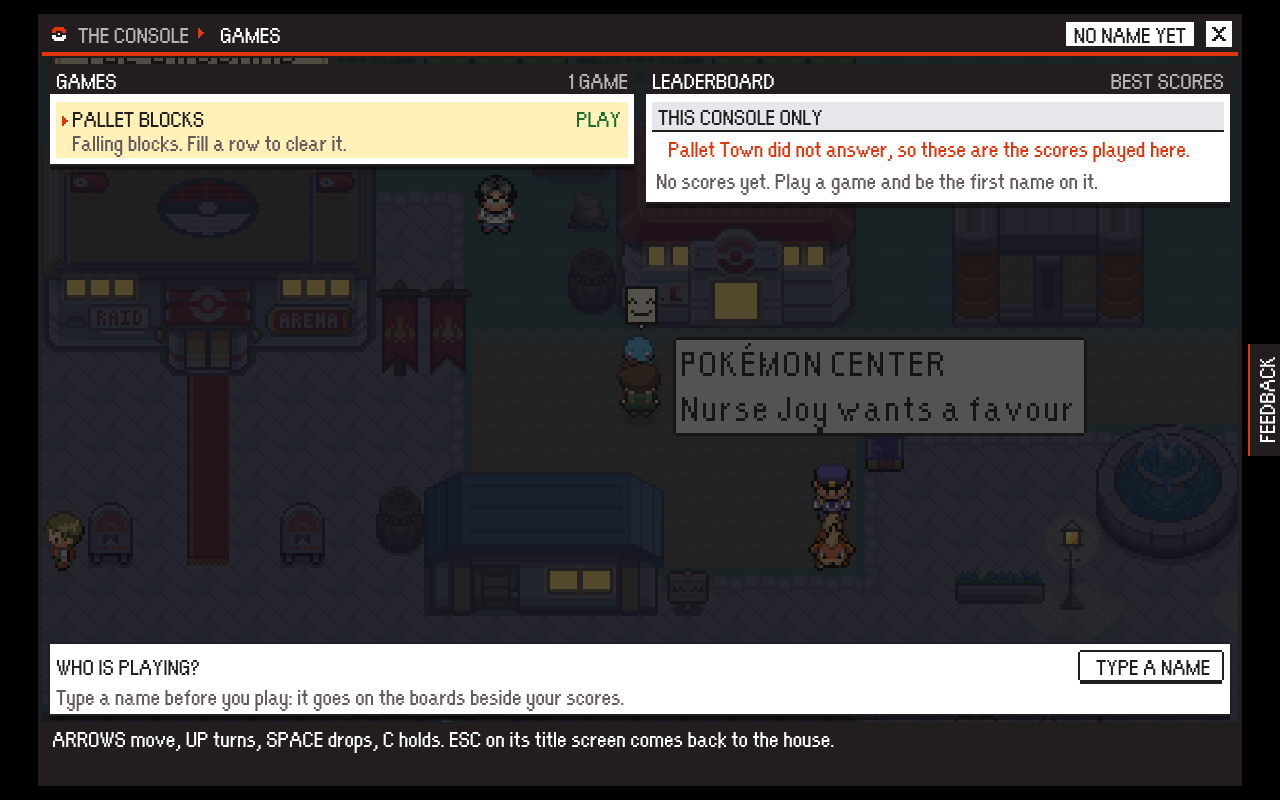 THE CONSOLE GAMES
NO NAME YET X
GAMES 1 GAME
PALLET BLOCKS PLAY
Falling blocks. Fill a row to clear it.
LEADERBOARD BEST SCORES
THIS CONSOLE ONLY
Pallet Town did not answer, so these are the scores played here.
No scores yet. Play a game and be the first name on it.
RAID
ARENA
POKÉMON CENTER
Nurse Joy wants a favour
FEEDBACK
WHO IS PLAYING?
TYPE A NAME
Type a name before you play: it goes on the boards beside your scores.
ARROWS move, UP turns, SPACE drops, C holds. ESC on its title screen comes back to the house.